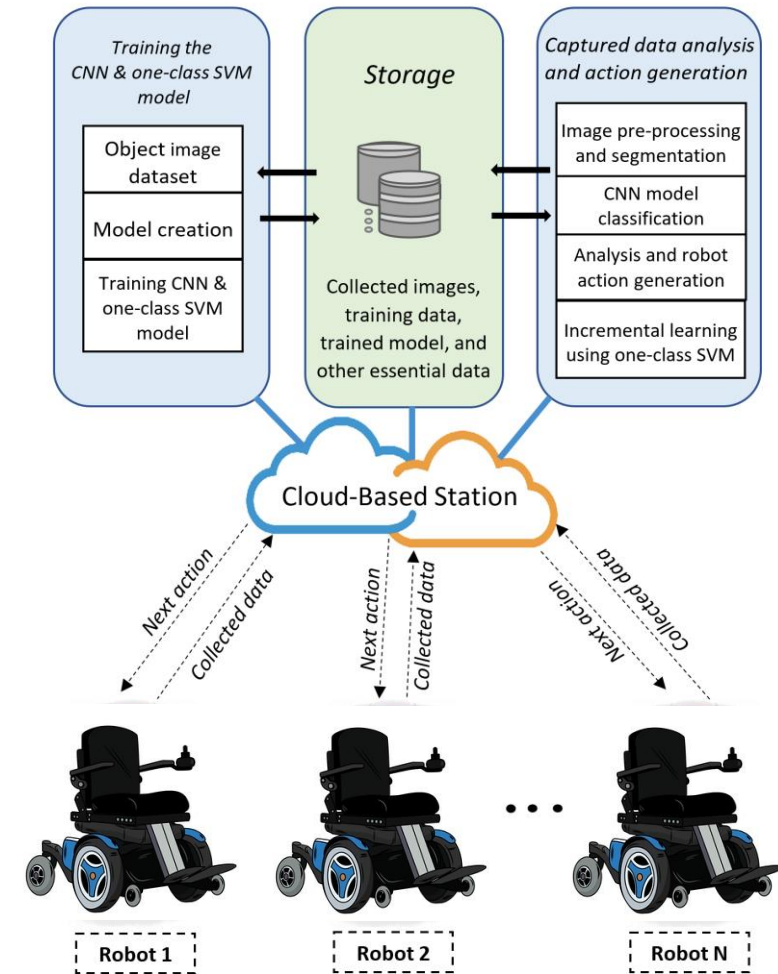 Training the
CNN & one-class SVM
model
Object image
dataset
Model creation
Training CNN &
one-class SVM
model
Storage
Collected images,
training data,
trained model, and
other essential data
Captured data analysis
and action generation
Image pre-processing
and segmentation
CNN model
classification
Analysis and robot
action generation
Incremental learning
using one-class SVM
Cloud-Based Station
Next action
Collected data
Next action
Collected data
Next action
Collected data
Robot 1
Robot 2
Robot N